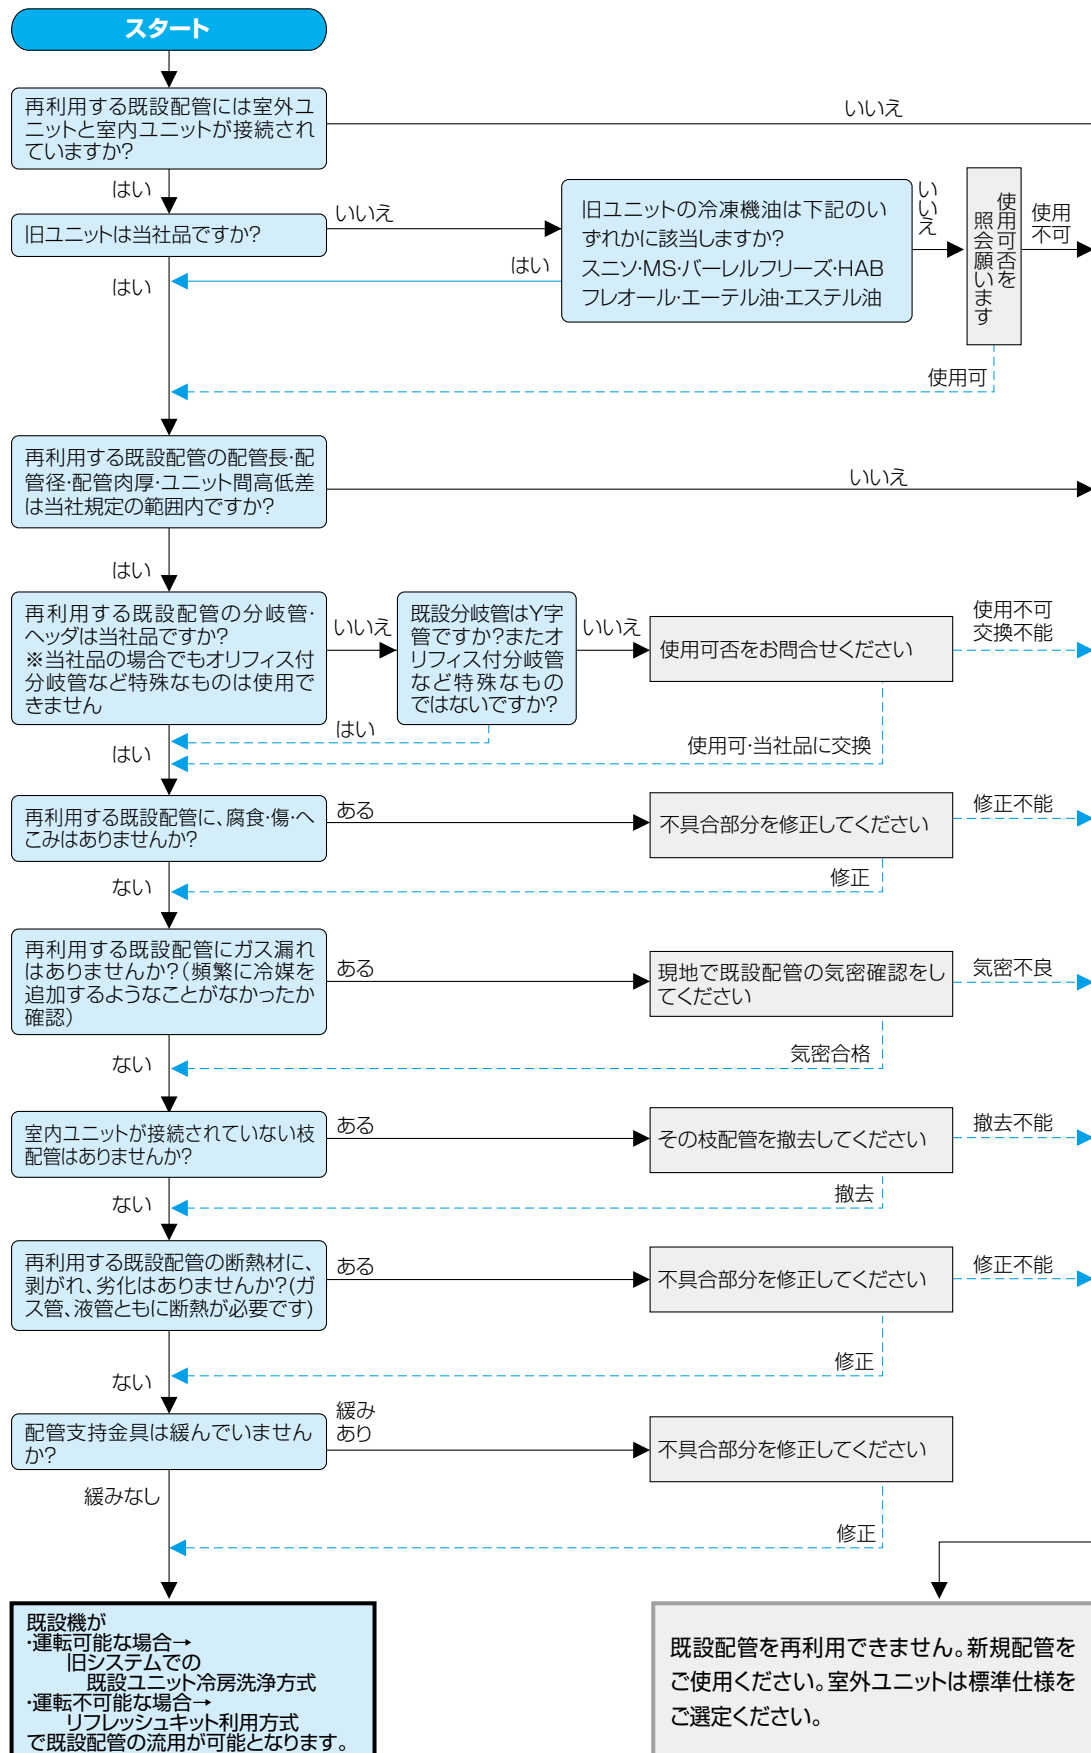 スタート
再利用する既設配管には室外ユ
ニットと室内ユニットが接続され
ていますか?
いいえ
はい
旧ユニットは当社品ですか?
いいえ
旧ユニットの冷凍機油は下記のい
ずれかに該当しますか?
スニソ・MS・バーレルフリーズ・HAB
フレオール・エーテル油・エステル油
いいえ
使用可否を
照会願います
使用
不可
はい
はい
使用可
再利用する既設配管の配管長・配
管径・配管肉厚・ユニット間高低差
は当社規定の範囲内ですか?
いいえ
はい
再利用する既設配管の分岐管・
ヘッダは当社品ですか?
※当社品の場合でもオリフィス付
分岐管など特殊なものは使用で
きません
いいえ
既設分岐管はY字
管ですか?またオ
リフィス付分岐管
など特殊なもの
ではないですか?
いいえ
使用可否をお問合せください
使用不可
交換不能
はい
使用可・当社品に交換
はい
再利用する既設配管に、腐食・傷・へ
こみはありませんか?
ある
不具合部分を修正してください
修正不能
修正
ない
再利用する既設配管にガス漏れ
はありませんか?(頻繁に冷媒を
追加するようなことがなかったか
確認)
ある
現地で既設配管の気密確認をし
てください
気密不良
気密合格
ない
室内ユニットが接続されていない枝
配管はありませんか?
ある
その枝配管を撤去してください
撤去不能
撤去
ない
再利用する既設配管の断熱材に、
剥がれ、劣化はありませんか?(ガ
ス管、液管ともに断熱が必要です)
ある
不具合部分を修正してください
修正不能
修正
ない
配管支持金具は緩んでいません
か?
緩み
あり
不具合部分を修正してください
緩みなし
修正
既設機が
・運転可能な場合→
旧システムでの
既設ユニット冷房洗浄方式
・運転不可能な場合→
リフレッシュキット利用方式
で既設配管の流用が可能となります。
既設配管を再利用できません。新規配管を
ご使用ください。室外ユニットは標準仕様を
ご選定ください。